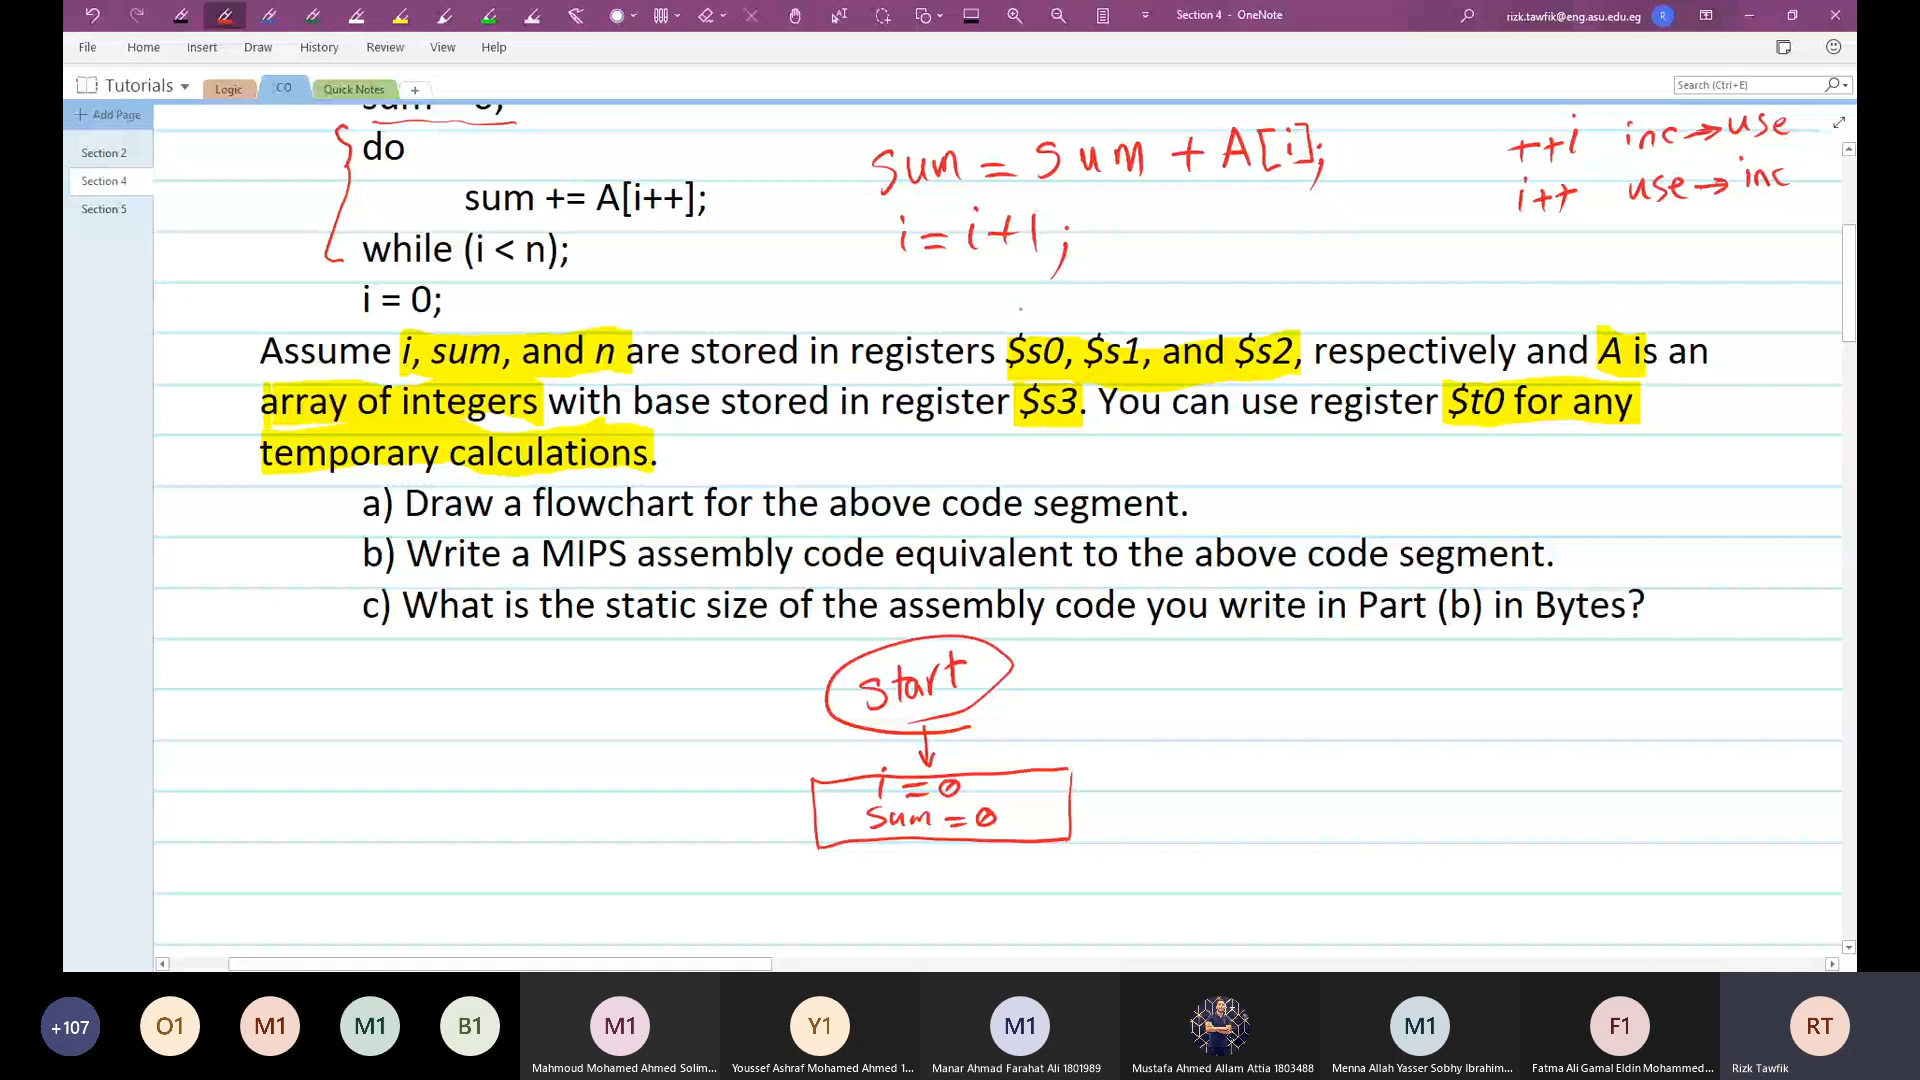 Section 4 - OneNote
rizk.tawfik@eng.asu.edu.eg
R
File Home Insert Draw History Review View Help
Tutorials Logic CO Quick Notes +
Search (Ctrl+E)
+ Add Page
Section 2
Section 4
Section 5
do
sum += A[i++];
while (i < n);
i = 0;
sum = sum + A[i];
i = i+1;
++i inc → use
i++ use → inc
Assume i, sum, and n are stored in registers $s0, $s1, and $s2, respectively and A is an
array of integers with base stored in register $s3. You can use register $t0 for any
temporary calculations.
a) Draw a flowchart for the above code segment.
b) Write a MIPS assembly code equivalent to the above code segment.
c) What is the static size of the assembly code you write in Part (b) in Bytes?
start
i = 0
sum = 0
+107 O1 M1 M1 B1 M1 Y1 M1 M1 F1 RT
Mahmoud Mohamed Ahmed Solim... Youssef Ashraf Mohamed Ahmed 1... Manar Ahmad Farahat Ali 1801989 Mustafa Ahmed Allam Attia 1803488 Menna Allah Yasser Sobhy Ibrahim... Fatma Ali Gamal Eldin Mohammed... Rizk Tawfik